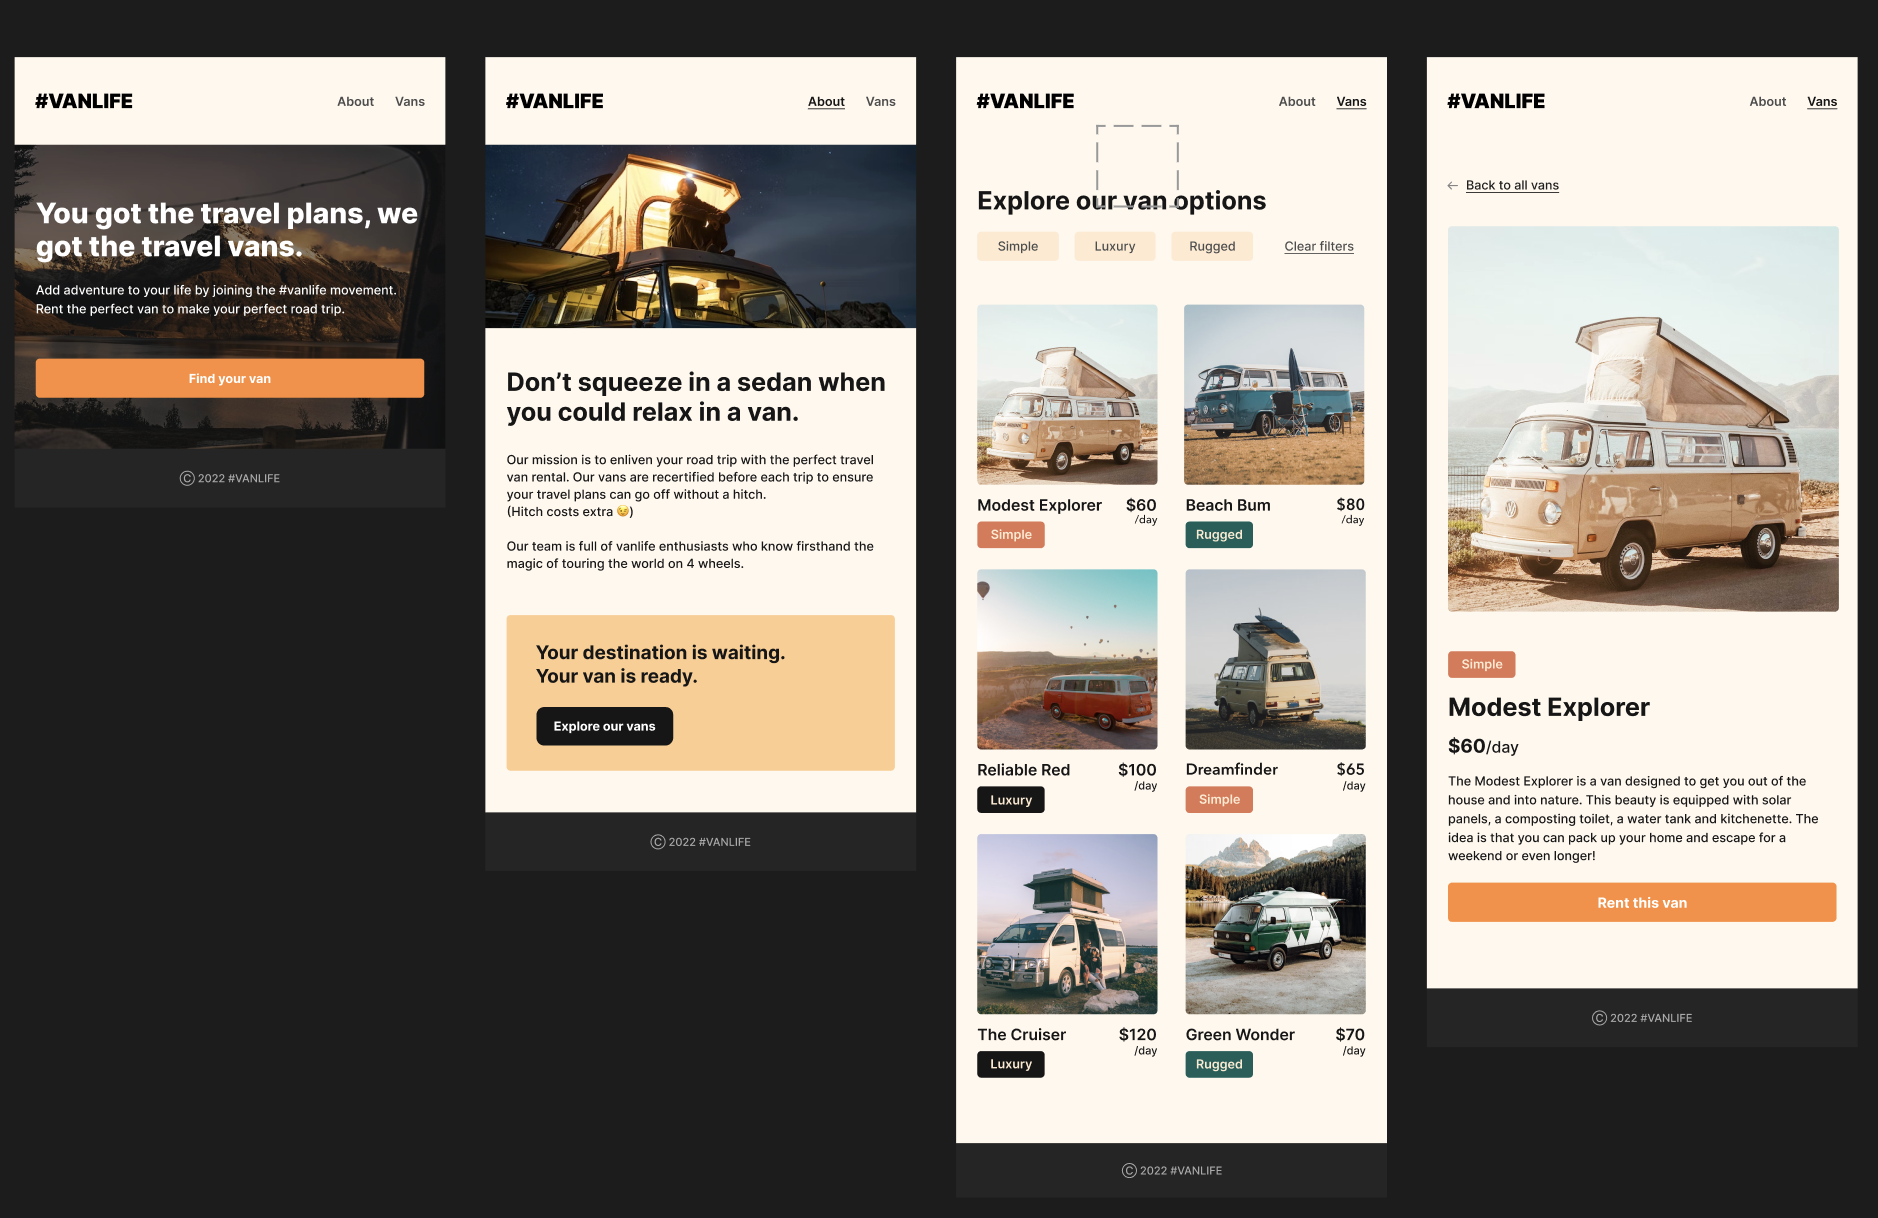 #VANLIFE
About
Vans
You got the travel plans, we
got the travel vans.
Add adventure to your life by joining the #vanlife movement.
Rent the perfect van to make your perfect road trip.
Find your van
© 2022 #VANLIFE
#VANLIFE
About
Vans
Don’t squeeze in a sedan when
you could relax in a van.
Our mission is to enliven your road trip with the perfect travel
van rental. Our vans are recertified before each trip to ensure
your travel plans can go off without a hitch.
(Hitch costs extra 😉)
Our team is full of vanlife enthusiasts who know firsthand the
magic of touring the world on 4 wheels.
Your destination is waiting.
Your van is ready.
Explore our vans
© 2022 #VANLIFE
#VANLIFE
About
Vans
Explore our van options
Simple
Luxury
Rugged
Clear filters
Modest Explorer
$60
/day
Simple
Beach Bum
$80
/day
Rugged
Reliable Red
$100
/day
Luxury
Dreamfinder
$65
/day
Simple
The Cruiser
$120
/day
Luxury
Green Wonder
$70
/day
Rugged
© 2022 #VANLIFE
#VANLIFE
About
Vans
← Back to all vans
Simple
Modest Explorer
$60/day
The Modest Explorer is a van designed to get you out of the
house and into nature. This beauty is equipped with solar
panels, a composting toilet, a water tank and kitchenette. The
idea is that you can pack up your home and escape for a
weekend or even longer!
Rent this van
© 2022 #VANLIFE